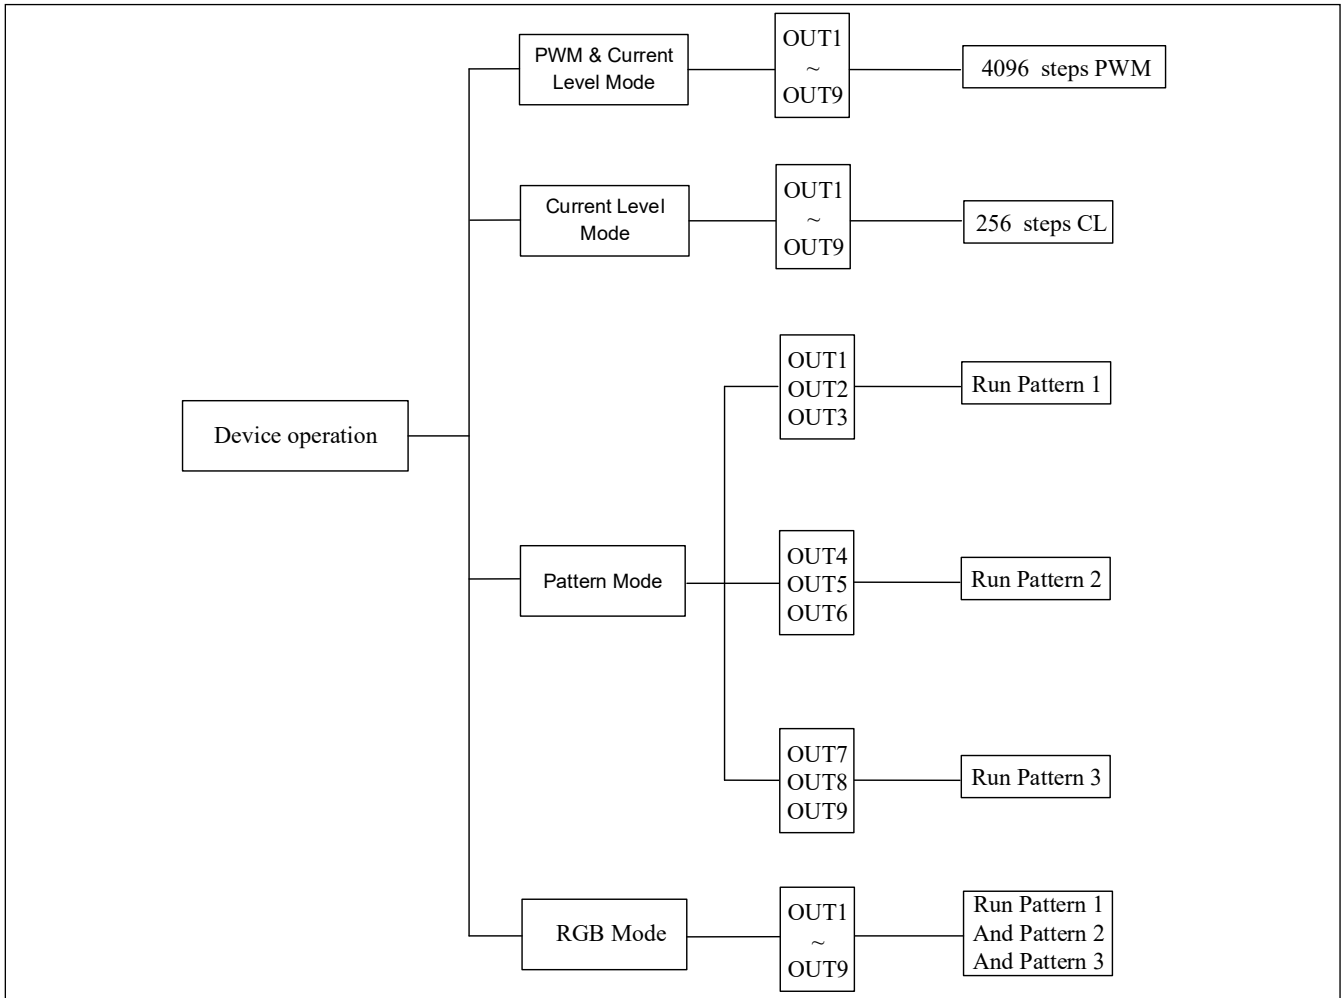 PWM & Current
Level Mode
OUT1
~
OUT9
4096 steps PWM
Current Level
Mode
OUT1
~
OUT9
256 steps CL
Device operation
Pattern Mode
OUT1
OUT2
OUT3
Run Pattern 1
OUT4
OUT5
OUT6
Run Pattern 2
OUT7
OUT8
OUT9
Run Pattern 3
RGB Mode
OUT1
~
OUT9
Run Pattern 1
And Pattern 2
And Pattern 3